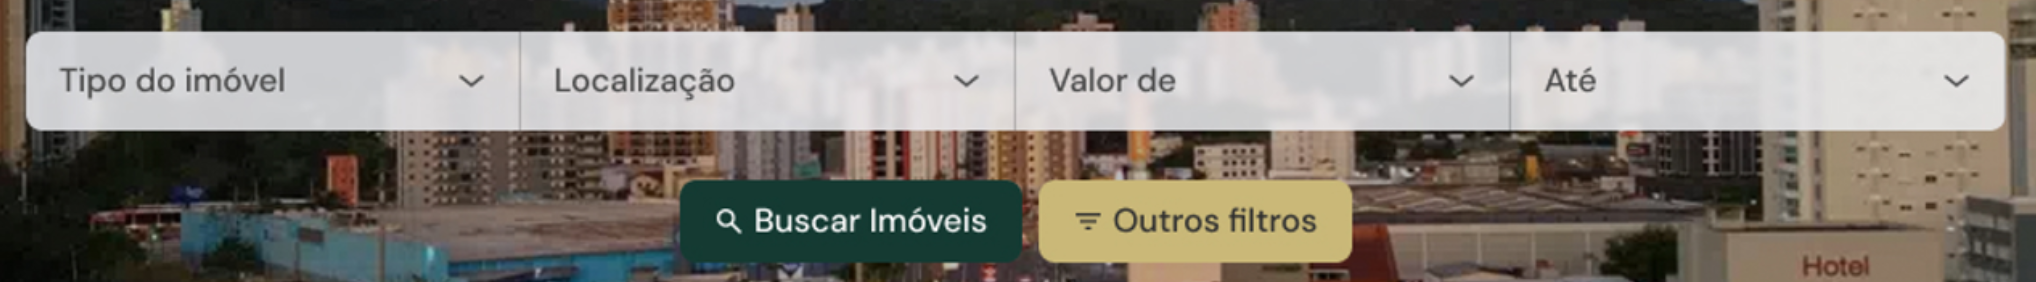 Tipo do imóvel
Localização
Valor de
Até
Buscar Imóveis
Outros filtros
Hotel